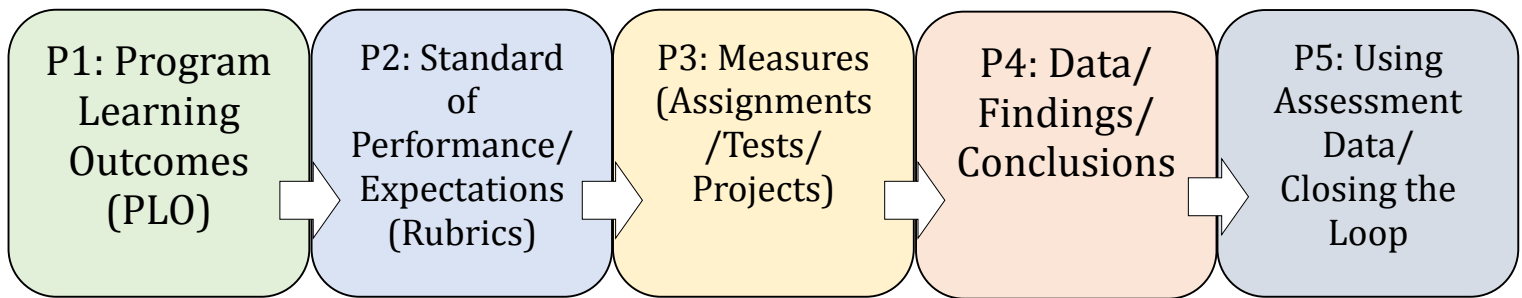 P1: Program
Learning
Outcomes
(PLO)
P2: Standard
of
Performance/
Expectations
(Rubrics)
P3: Measures
(Assignments
/Tests/
Projects)
P4: Data/
Findings/
Conclusions
P5: Using
Assessment
Data/
Closing the
Loop